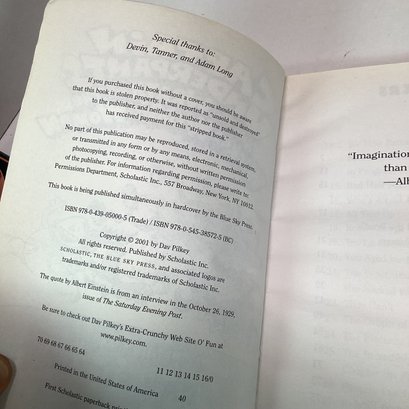 Special thanks to:
Devin, Tanner, and Adam Long
If you purchased this book without a cover, you should be aware
that this book is stolen property. It was reported as "unsold and destroyed"
to the publisher, and neither the author nor the publisher
has received payment for this "stripped book."
No part of this publication may be reproduced, stored in a retrieval system,
or transmitted in any form or by any means, electronic, mechanical,
photocopying, recording, or otherwise, without written permission
of the publisher. For information regarding permission, please write to:
Permissions Department, Scholastic Inc., 557 Broadway, New York, NY 10012.
This book is being published simultaneously in hardcover by the Blue Sky Press.
ISBN 978-0-439-05000-5 (Trade) / ISBN 978-0-545-38572-5 (BC)
Copyright © 2001 by Dav Pilkey
All rights reserved. Published by Scholastic Inc.
SCHOLASTIC, THE BLUE SKY PRESS, and associated logos are
trademarks and/or registered trademarks of Scholastic Inc.
The quote by Albert Einstein is from an interview in the October 26, 1929,
issue of The Saturday Evening Post.
Be sure to check out Dav Pilkey's Extra-Crunchy Web Site O' Fun at
www.pilkey.com.
70 69 68 67 66 65 64
11 12 13 14 15 16/0
Printed in the United States of America
40
First Scholastic paperback
"Imagination
than
—Al